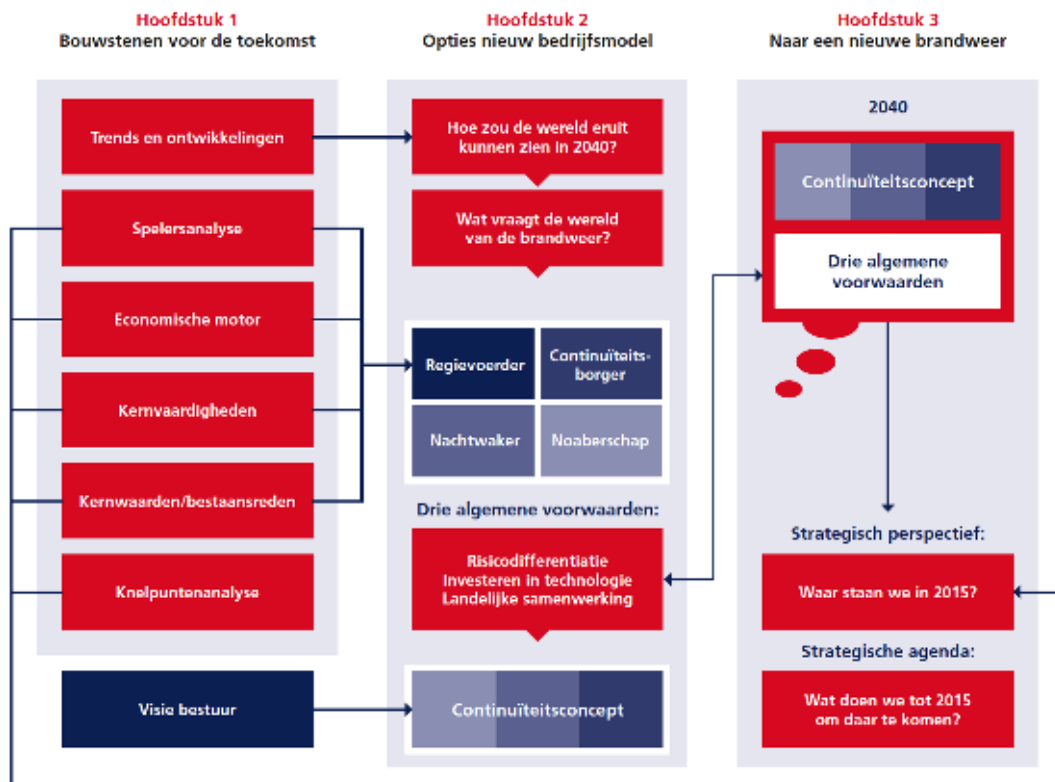 Hoofdstuk 1
Bouwstenen voor de toekomst
Trends en ontwikkelingen
Spelersanalyse
Economische motor
Kernvaardigheden
Kernwaarden/bestaansreden
Knelpuntenanalyse
Visie bestuur
Hoofdstuk 2
Opties nieuw bedrijfsmodel
Hoe zou de wereld eruit
kunnen zien in 2040?
Wat vraagt de wereld
van de brandweer?
Regievoerder
Continuïteits-
borger
Nachtwaker
Noaberschap
Drie algemene voorwaarden:
Risicodifferentiatie
Investeren in technologie
Landelijke samenwerking
Continuïteitsconcept
Hoofdstuk 3
Naar een nieuwe brandweer
2040
Continuïteitsconcept
Drie algemene
voorwaarden
Strategisch perspectief:
Waar staan we in 2015?
Strategische agenda:
Wat doen we tot 2015
om daar te komen?